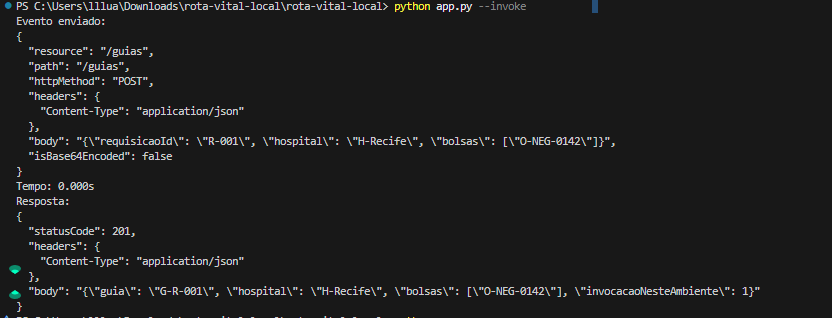 PS C:\Users\lllua\Downloads\rota-vital-local\rota-vital-local> python app.py --invoke
Evento enviado:
{
  "resource": "/guias",
  "path": "/guias",
  "httpMethod": "POST",
  "headers": {
    "Content-Type": "application/json"
  },
  "body": "{\"requisicaoId\": \"R-001\", \"hospital\": \"H-Recife\", \"bolsas\": [\"O-NEG-0142\"]}",
  "isBase64Encoded": false
}
Tempo: 0.000s
Resposta:
{
  "statusCode": 201,
  "headers": {
    "Content-Type": "application/json"
  },
  "body": "{\"guia\": \"G-R-001\", \"hospital\": \"H-Recife\", \"bolsas\": [\"O-NEG-0142\"], \"invocacaoNesteAmbiente\": 1}"
}